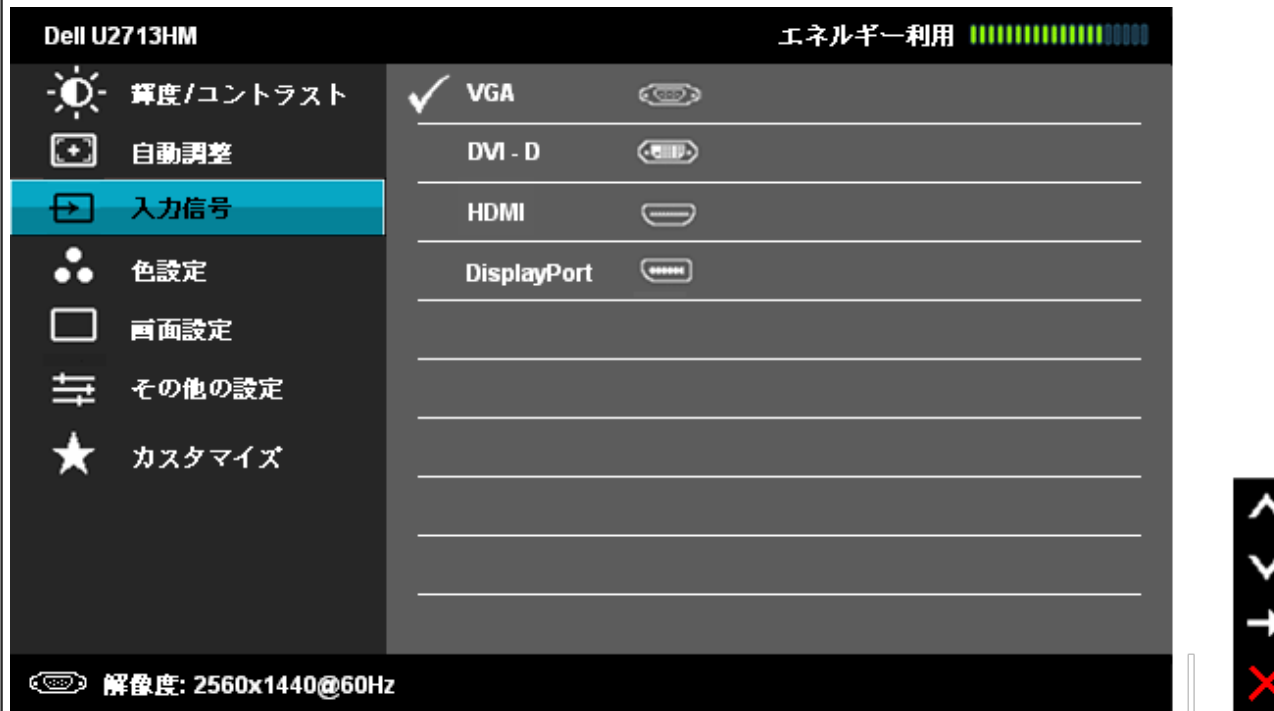 Dell U2713HM エネルギー利用
輝度/コントラスト
自動調整
入力信号
色設定
画面設定
その他の設定
カスタマイズ
VGA
DVI - D
HDMI
DisplayPort
解像度: 2560x1440@60Hz